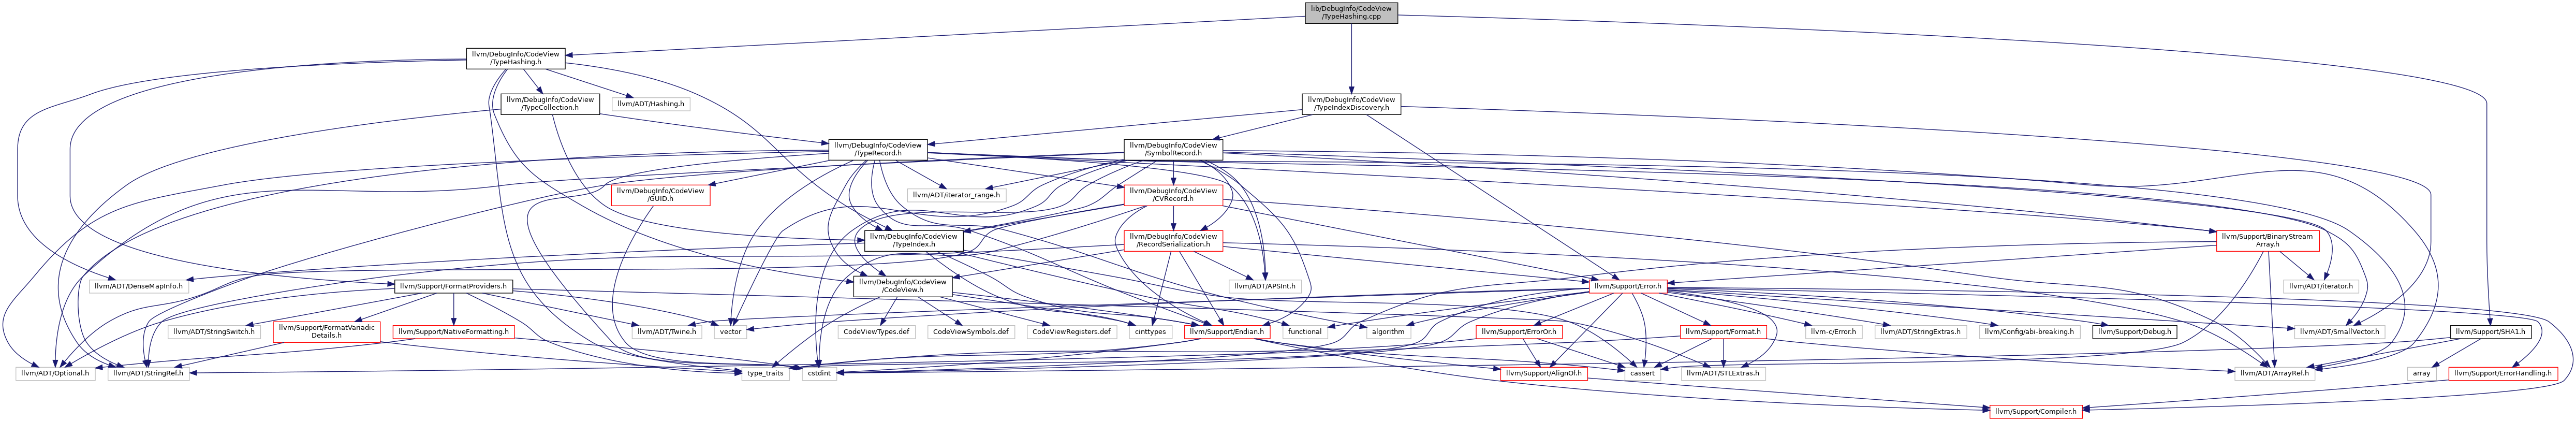 lib/DebugInfo/CodeView
/TypeHashing.cpp
llvm/DebugInfo/CodeView
/TypeHashing.h
llvm/DebugInfo/CodeView
/TypeCollection.h
llvm/ADT/Hashing.h
llvm/DebugInfo/CodeView
/TypeIndexDiscovery.h
llvm/DebugInfo/CodeView
/TypeRecord.h
llvm/DebugInfo/CodeView
/SymbolRecord.h
llvm/DebugInfo/CodeView
/GUID.h
llvm/ADT/iterator_range.h
llvm/DebugInfo/CodeView
/CVRecord.h
llvm/DebugInfo/CodeView
/TypeIndex.h
llvm/DebugInfo/CodeView
/RecordSerialization.h
llvm/Support/BinaryStream
Array.h
llvm/ADT/DenseMapInfo.h
llvm/Support/FormatProviders.h
llvm/DebugInfo/CodeView
/CodeView.h
llvm/ADT/APSInt.h
llvm/Support/Error.h
llvm/ADT/iterator.h
llvm/ADT/StringSwitch.h
llvm/Support/FormatVariadic
Details.h
llvm/Support/NativeFormatting.h
llvm/ADT/Twine.h
vector
CodeViewTypes.def
CodeViewSymbols.def
CodeViewRegisters.def
cinttypes
llvm/Support/Endian.h
functional
algorithm
llvm/Support/ErrorOr.h
llvm/Support/Format.h
llvm-c/Error.h
llvm/ADT/StringExtras.h
llvm/Config/abi-breaking.h
llvm/Support/Debug.h
llvm/ADT/SmallVector.h
llvm/Support/SHA1.h
llvm/ADT/Optional.h
llvm/ADT/StringRef.h
type_traits
cstdint
llvm/Support/AlignOf.h
cassert
llvm/ADT/STLExtras.h
llvm/ADT/ArrayRef.h
array
llvm/Support/ErrorHandling.h
llvm/Support/Compiler.h